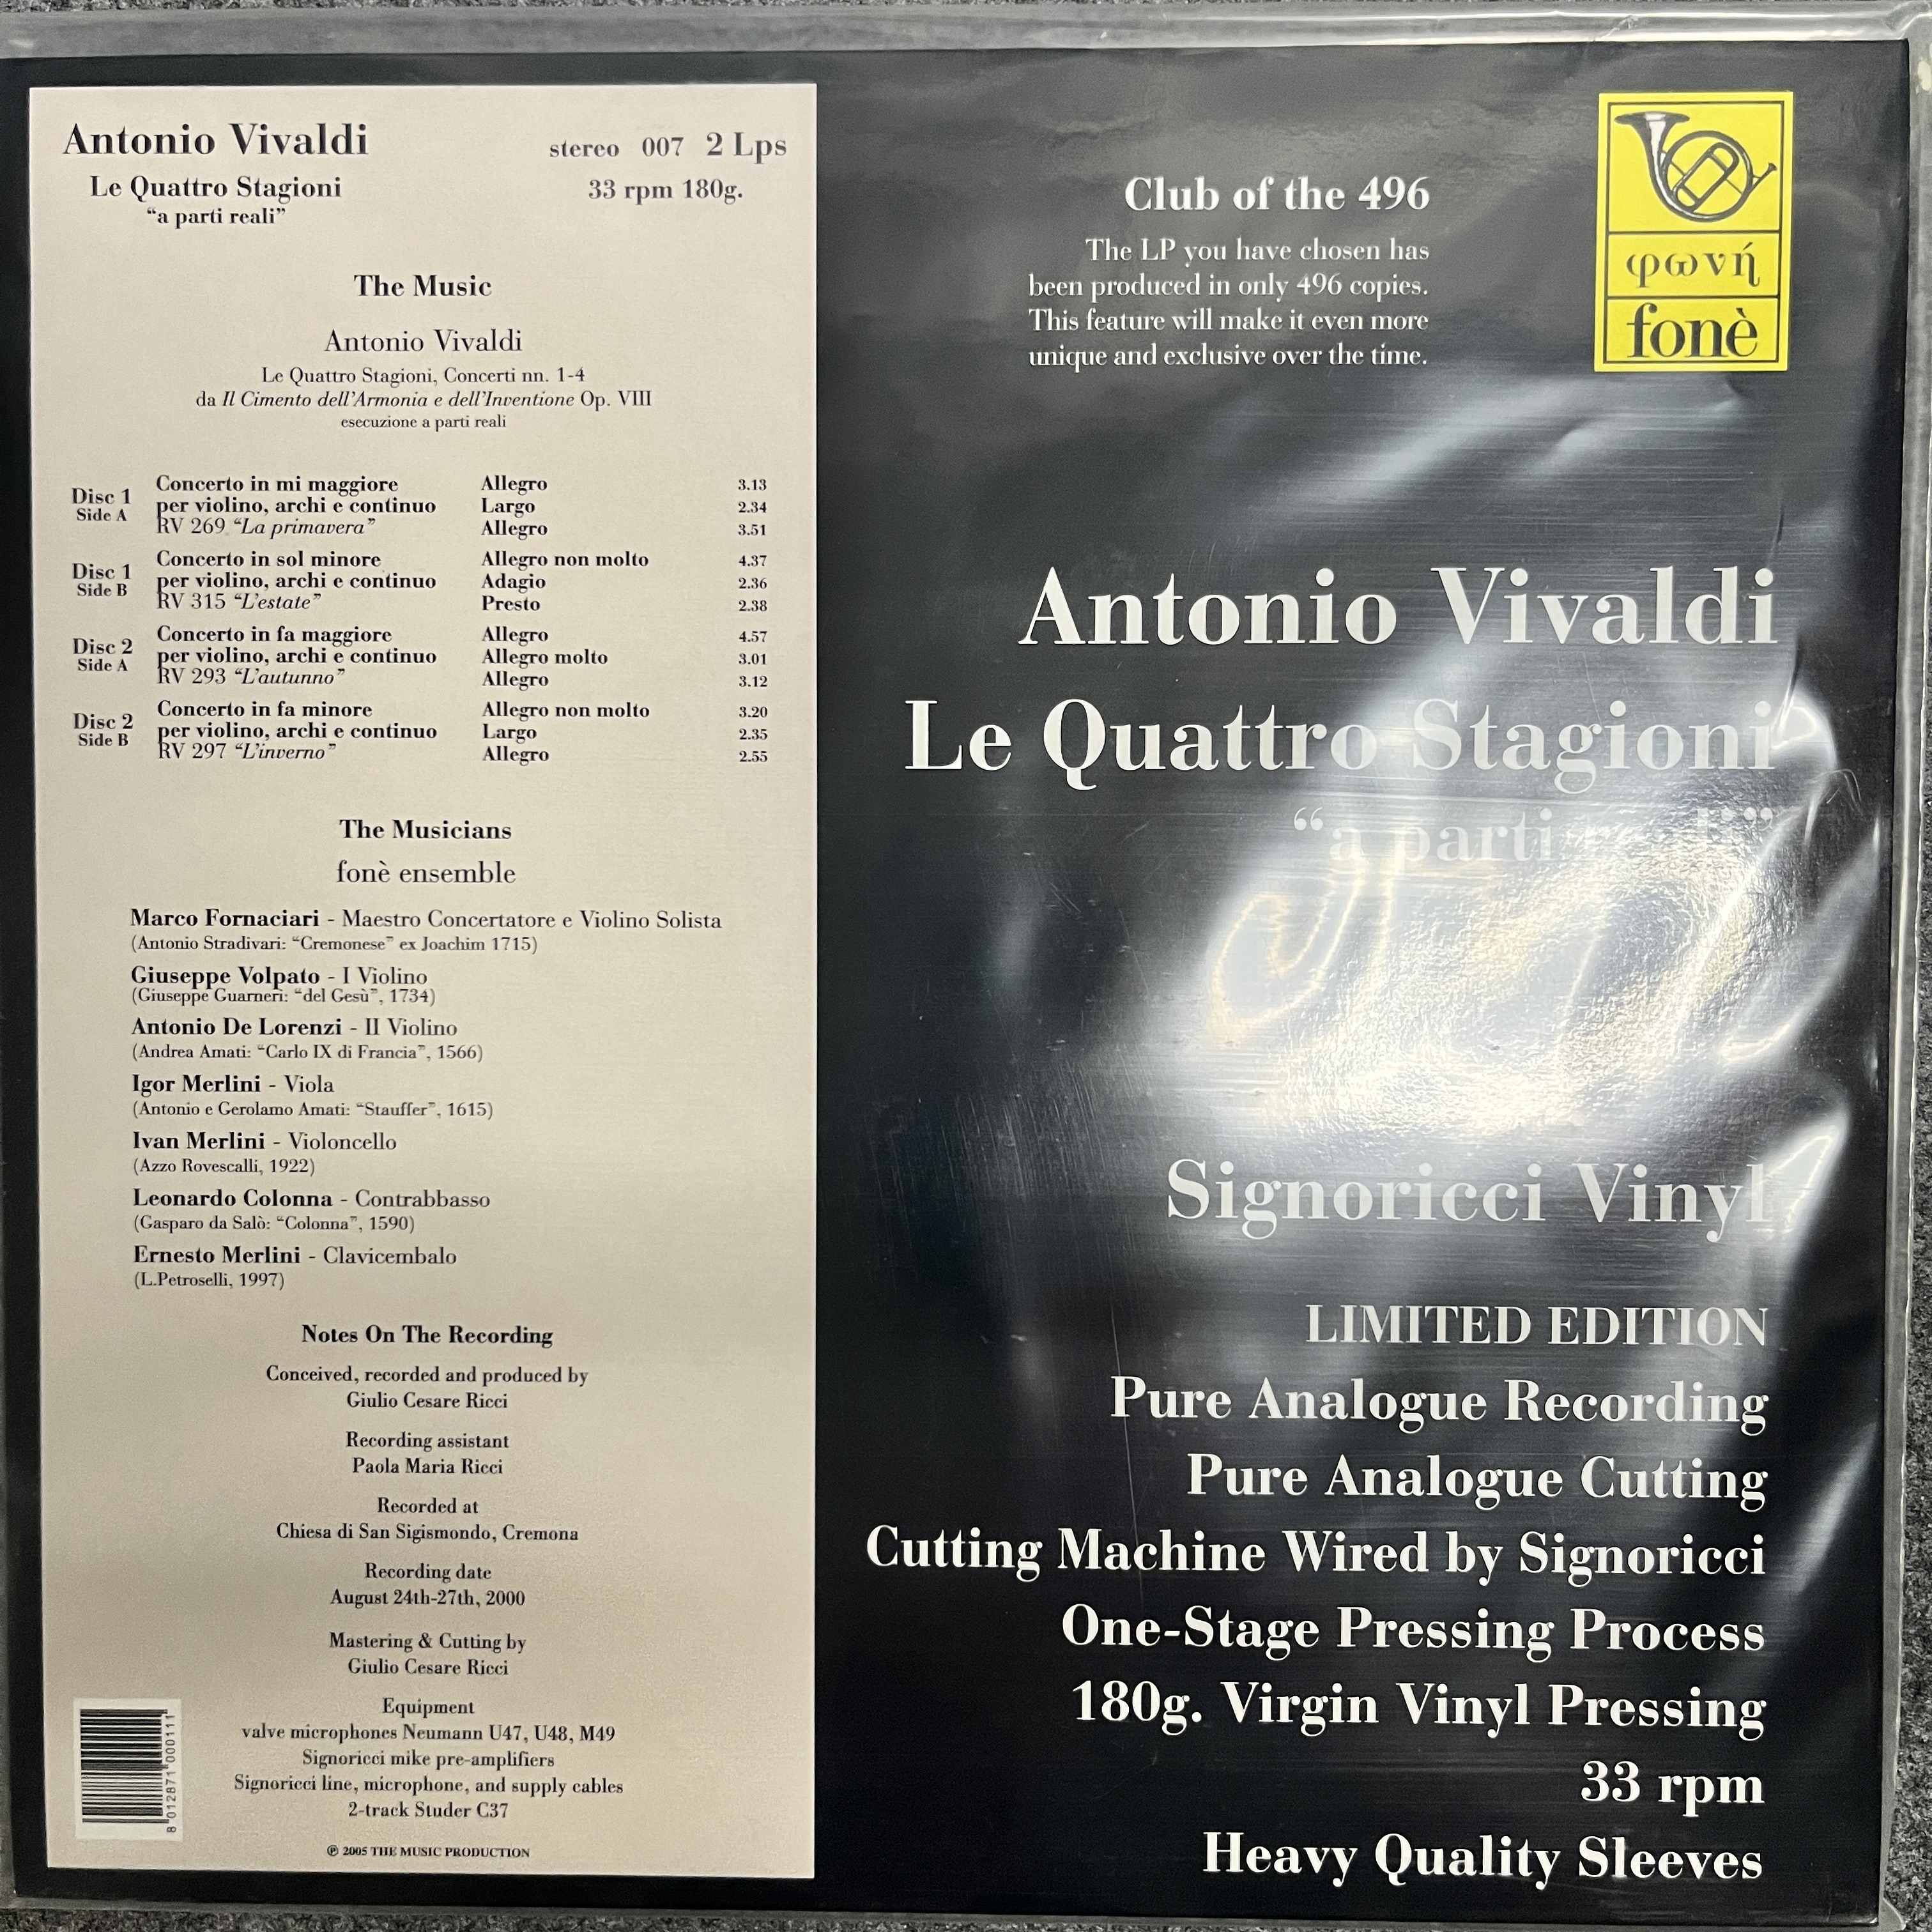 Antonio Vivaldi
stereo 007 2 Lps
Le Quattro Stagioni
33 rpm 180g.
“a parti reali”
The Music
Antonio Vivaldi
Le Quattro Stagioni, Concerti nn. 1-4
da Il Cimento dell'Armonia e dell'Inventione Op. VIII
esecuzione a parti reali
Disc 1
Side A
Concerto in mi maggiore Allegro 3.13
per violino, archi e continuo Largo 2.34
RV 269 “La primavera” Allegro 3.51
Disc 1
Side B
Concerto in sol minore Allegro non molto 4.37
per violino, archi e continuo Adagio 2.36
RV 315 “L'estate” Presto 2.38
Disc 2
Side A
Concerto in fa maggiore Allegro 4.57
per violino, archi e continuo Allegro molto 3.01
RV 293 “L'autunno” Allegro 3.12
Disc 2
Side B
Concerto in fa minore Allegro non molto 3.20
per violino, archi e continuo Largo 2.35
RV 297 “L'inverno” Allegro 2.55
The Musicians
fonè ensemble
Marco Fornaciari - Maestro Concertatore e Violino Solista
(Antonio Stradivari: “Cremonese” ex Joachim 1715)
Giuseppe Volpato - I Violino
(Giuseppe Guarneri: “del Gesù”, 1734)
Antonio De Lorenzi - II Violino
(Andrea Amati: “Carlo IX di Francia”, 1566)
Igor Merlini - Viola
(Antonio e Gerolamo Amati: “Stauffer”, 1615)
Ivan Merlini - Violoncello
(Azzo Rovescalli, 1922)
Leonardo Colonna - Contrabbasso
(Gasparo da Salò: “Colonna”, 1590)
Ernesto Merlini - Clavicembalo
(L.Petroselli, 1997)
Notes On The Recording
Conceived, recorded and produced by
Giulio Cesare Ricci
Recording assistant
Paola Maria Ricci
Recorded at
Chiesa di San Sigismondo, Cremona
Recording date
August 24th-27th, 2000
Mastering & Cutting by
Giulio Cesare Ricci
Equipment
valve microphones Neumann U47, U48, M49
Signoricci mike pre-amplifiers
Signoricci line, microphone, and supply cables
2-track Studer C37
℗ 2005 THE MUSIC PRODUCTION
8 012871 000111
Club of the 496
The LP you have chosen has
been produced in only 496 copies.
This feature will make it even more
unique and exclusive over the time.
φωνή
fonè
Antonio Vivaldi
Le Quattro Stagioni
“a parti
Signoricci Vinyl
LIMITED EDITION
Pure Analogue Recording
Pure Analogue Cutting
Cutting Machine Wired by Signoricci
One-Stage Pressing Process
180g. Virgin Vinyl Pressing
33 rpm
Heavy Quality Sleeves